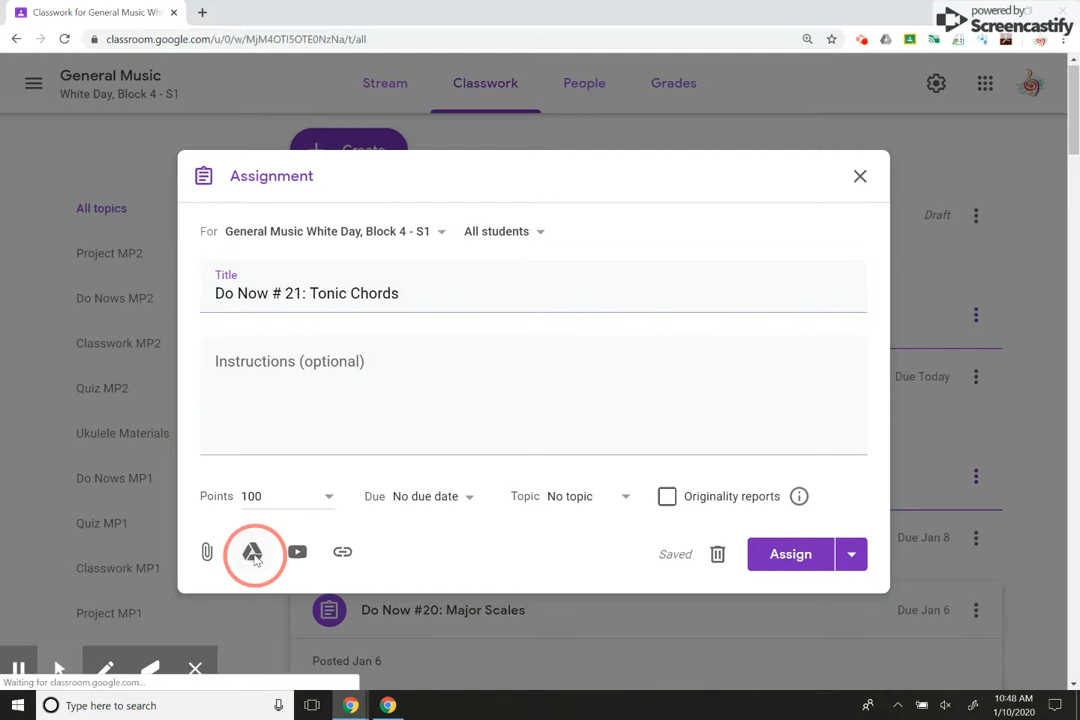 Classwork for General Music Wh
powered by
Screencastify
classroom.google.com/u/0/w/MjM4OTI5OTE0NzNa/t/all
General Music
White Day, Block 4 - S1
Stream
Classwork
People
Grades
Create
Assignment
All topics
Project MP2
Do Nows MP2
Classwork MP2
Quiz MP2
Ukulele Materials
Do Nows MP1
Quiz MP1
Classwork MP1
Project MP1
For General Music White Day, Block 4 - S1 All students
Title
Do Now # 21: Tonic Chords
Instructions (optional)
Points 100 Due No due date Topic No topic Originality reports
Saved Assign
Draft
Due Today
Due Jan 8
Do Now #20: Major Scales Due Jan 6
Posted Jan 6
Waiting for classroom.google.com...
Type here to search
10:48 AM
1/10/2020